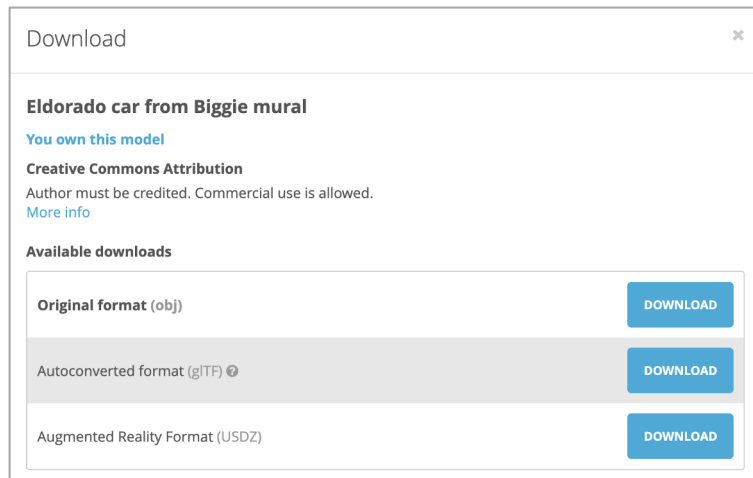 Download
Eldorado car from Biggie mural
You own this model
Creative Commons Attribution
Author must be credited. Commercial use is allowed.
More info
Available downloads
Original format (obj) DOWNLOAD
Autoconverted format (glTF) DOWNLOAD
Augmented Reality Format (USDZ) DOWNLOAD